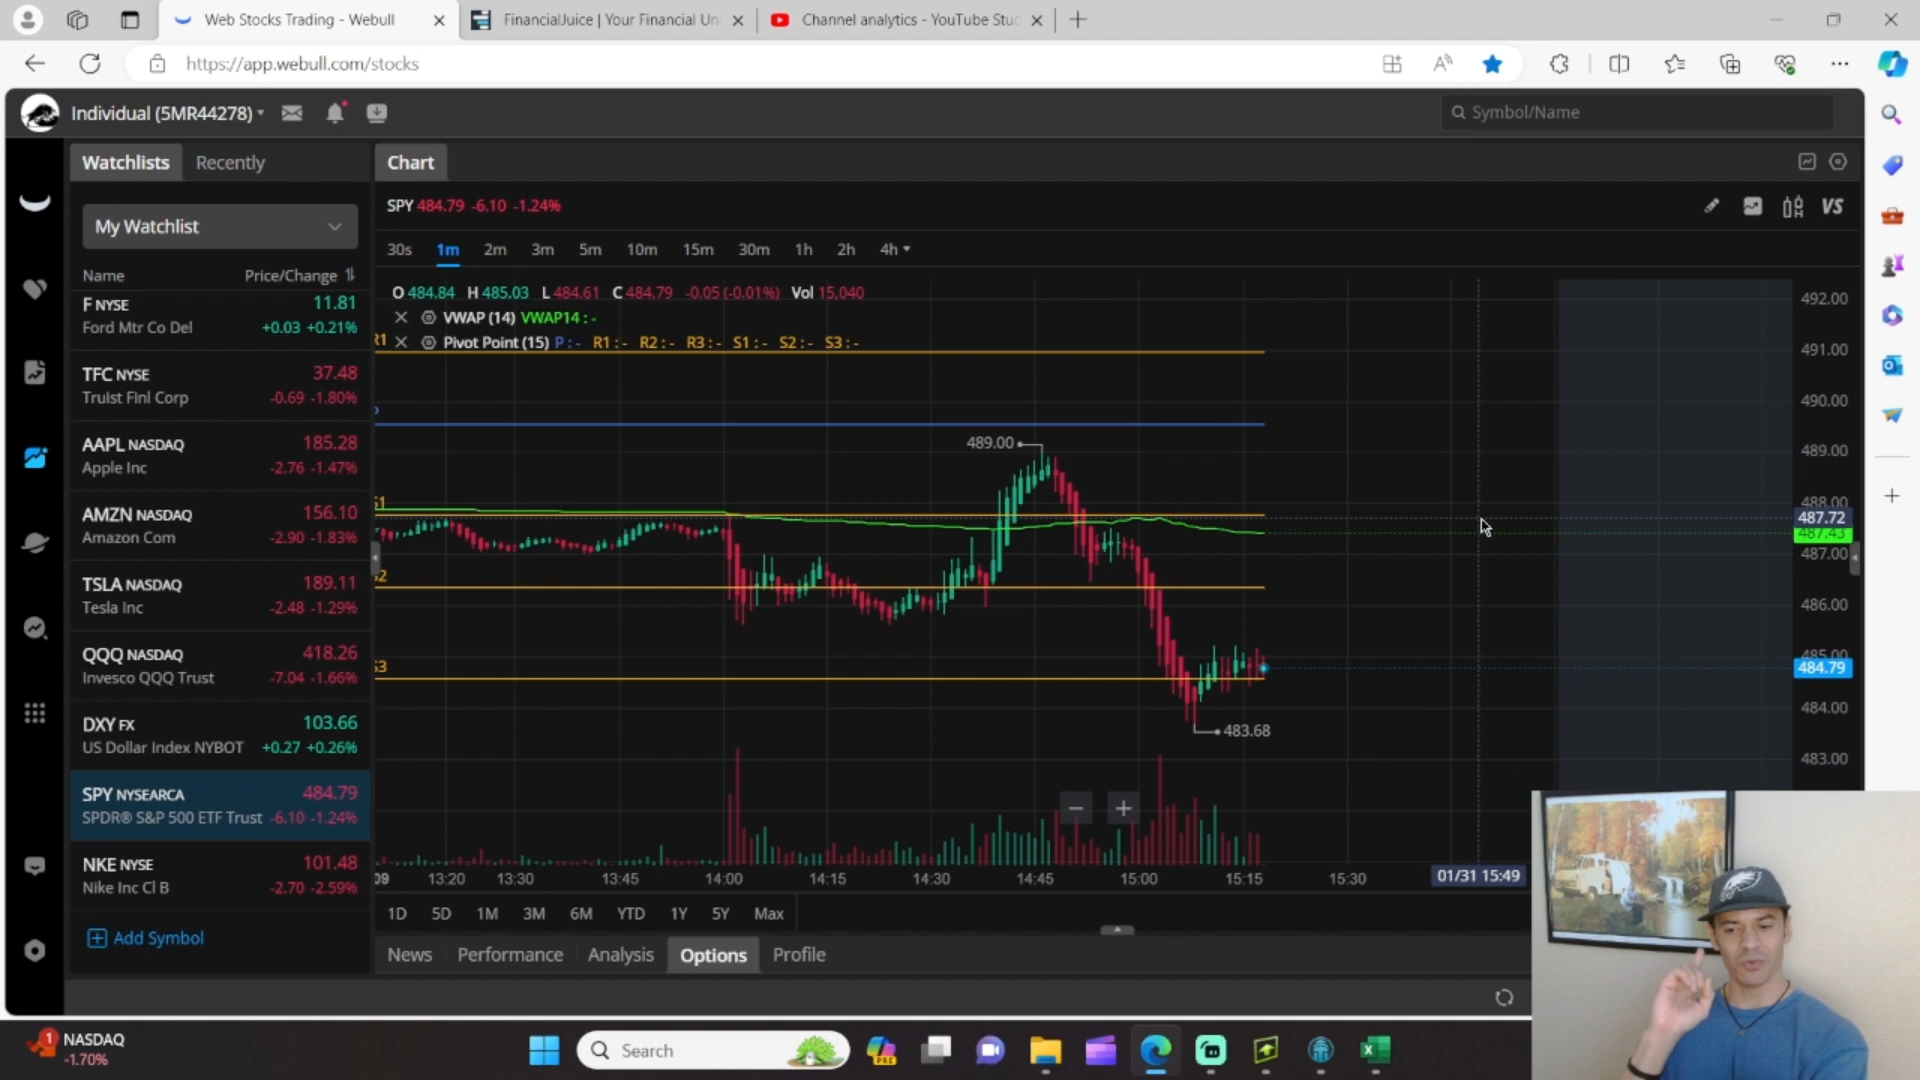 Web Stocks Trading - Webull
FinancialJuice | Your Financial Un
Channel analytics - YouTube Stud
https://app.webull.com/stocks
Individual (5MR44278)
Symbol/Name
Watchlists
Recently
Chart
SPY 484.79 -6.10 -1.24%
VS
My Watchlist
30s 1m 2m 3m 5m 10m 15m 30m 1h 2h 4h
Name Price/Change
F NYSE 11.81
Ford Mtr Co Del +0.03 +0.21%
TFC NYSE 37.48
Truist Finl Corp -0.69 -1.80%
AAPL NASDAQ 185.28
Apple Inc -2.76 -1.47%
AMZN NASDAQ 156.10
Amazon Com -2.90 -1.83%
TSLA NASDAQ 189.11
Tesla Inc -2.48 -1.29%
QQQ NASDAQ 418.26
Invesco QQQ Trust -7.04 -1.66%
DXY FX 103.66
US Dollar Index NYBOT +0.27 +0.26%
SPY NYSEARCA 484.79
SPDR® S&P 500 ETF Trust -6.10 -1.24%
NKE NYSE 101.48
Nike Inc Cl B -2.70 -2.59%
Add Symbol
O 484.84 H 485.03 L 484.61 C 484.79 -0.05 (-0.01%) Vol 15,040
VWAP (14) VWAP14 : -
R1
Pivot Point (15) P : - R1 : - R2 : - R3 : - S1 : - S2 : - S3 : -
489.00
483.68
492.00
491.00
490.00
489.00
488.00
487.72
487.43
487.00
486.00
485.00
484.79
484.00
483.00
09 13:20 13:30 13:45 14:00 14:15 14:30 14:45 15:00 15:15 15:30 01/31 15:49
1D 5D 1M 3M 6M YTD 1Y 5Y Max
News Performance Analysis Options Profile
1
NASDAQ
-1.70%
Search
PRE